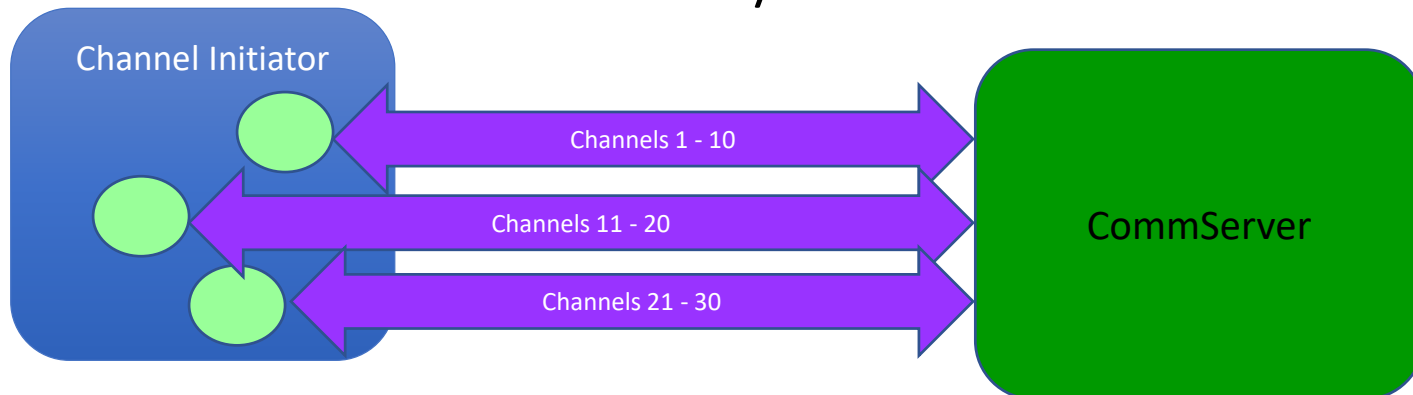 Channel Initiator
Channels 1 - 10
Channels 11 - 20
CommServer
Channels 21 - 30